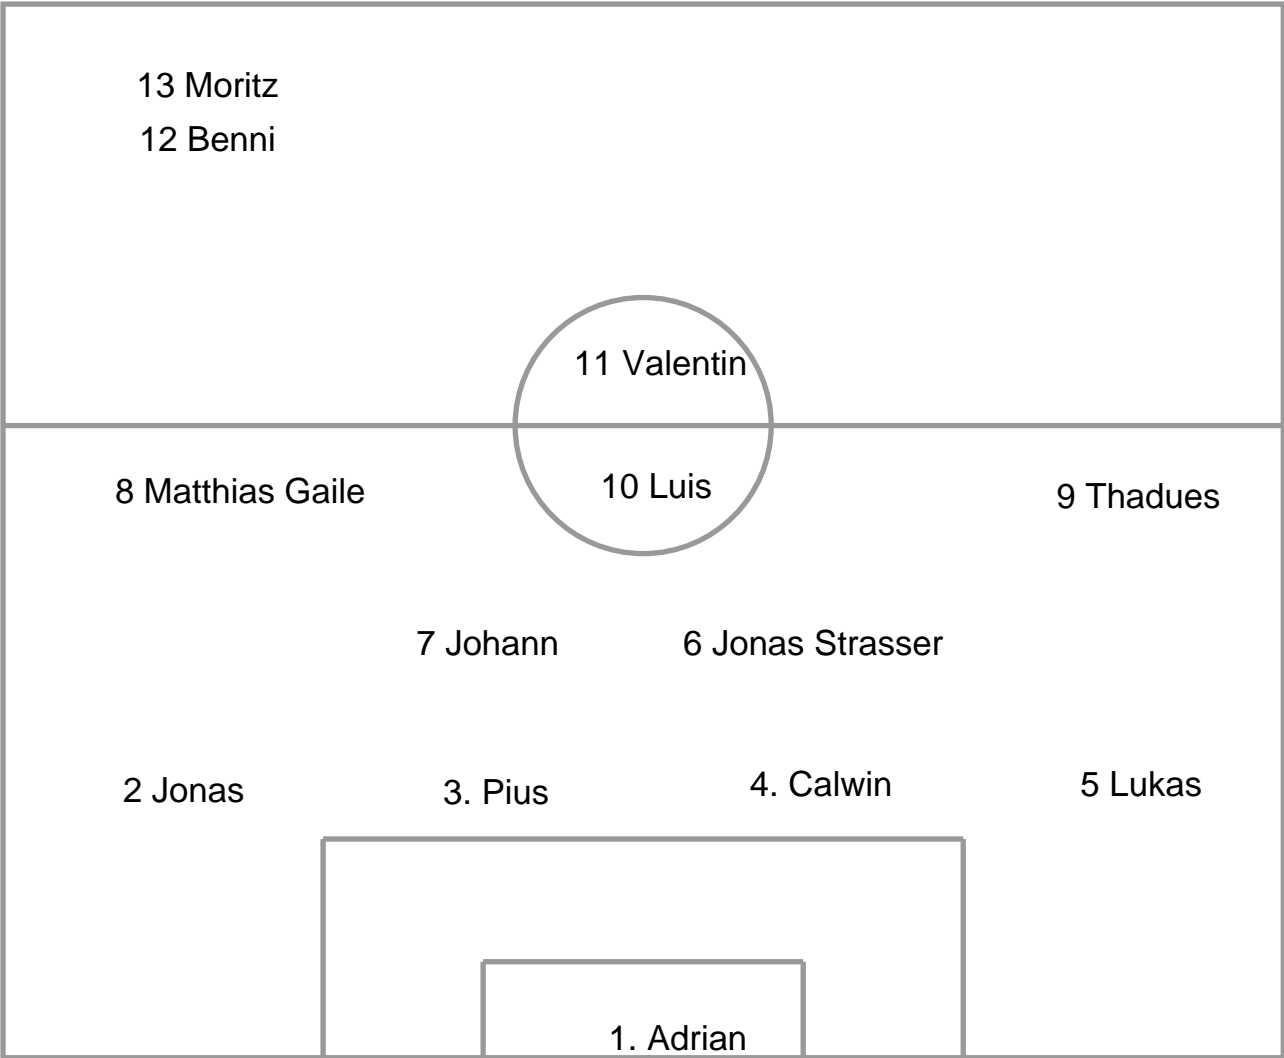 13 Moritz
12 Benni
11 Valentin
8 Matthias Gaile
10 Luis
9 Thadues
7 Johann
6 Jonas Strasser
2 Jonas
3. Pius
4. Calwin
5 Lukas
1. Adrian